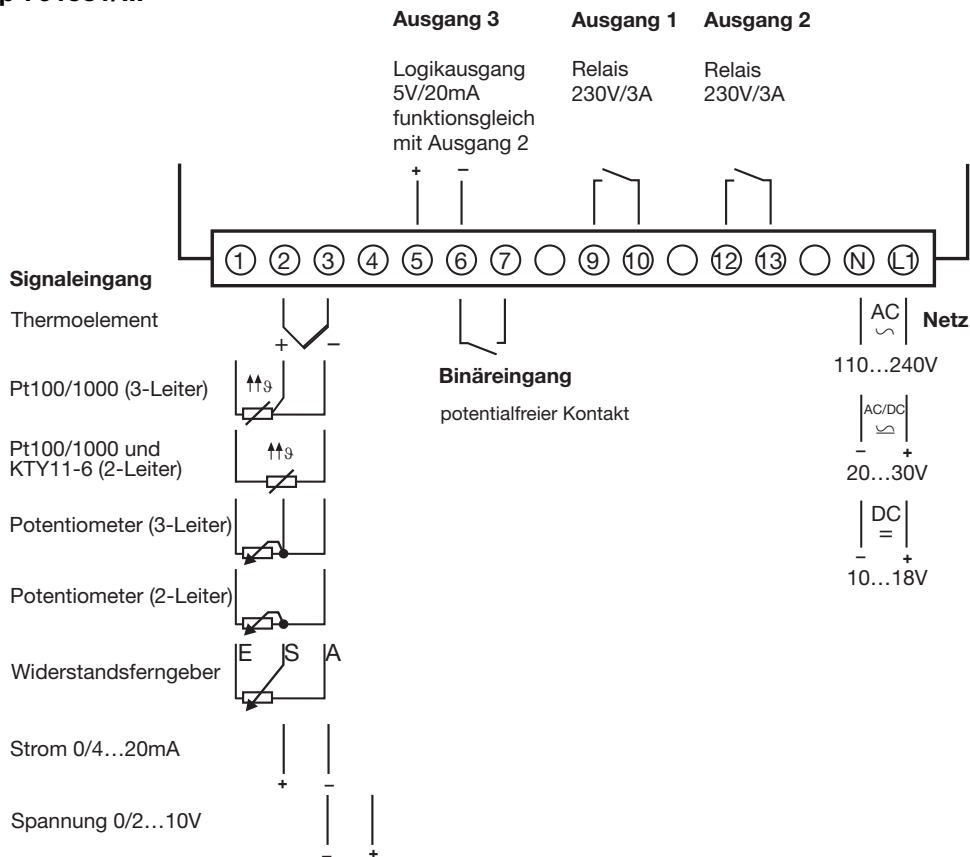 Ausgang 3
Ausgang 1
Ausgang 2
Logikausgang
5V/20mA
funktionsgleich
mit Ausgang 2
Relais
230V/3A
Relais
230V/3A
+ −
1 2 3 4 5 6 7 9 10 12 13 N L1
Signaleingang
Thermoelement
+ −
Binäreingang
potentialfreier Kontakt
AC
Netz
110...240V
AC/DC
− +
20...30V
DC
=
− +
10...18V
Pt100/1000 (3-Leiter)
ϑ
Pt100/1000 und
KTY11-6 (2-Leiter)
ϑ
Potentiometer (3-Leiter)
Potentiometer (2-Leiter)
Widerstandsferngeber
E S A
Strom 0/4...20mA
+ −
Spannung 0/2...10V
− +